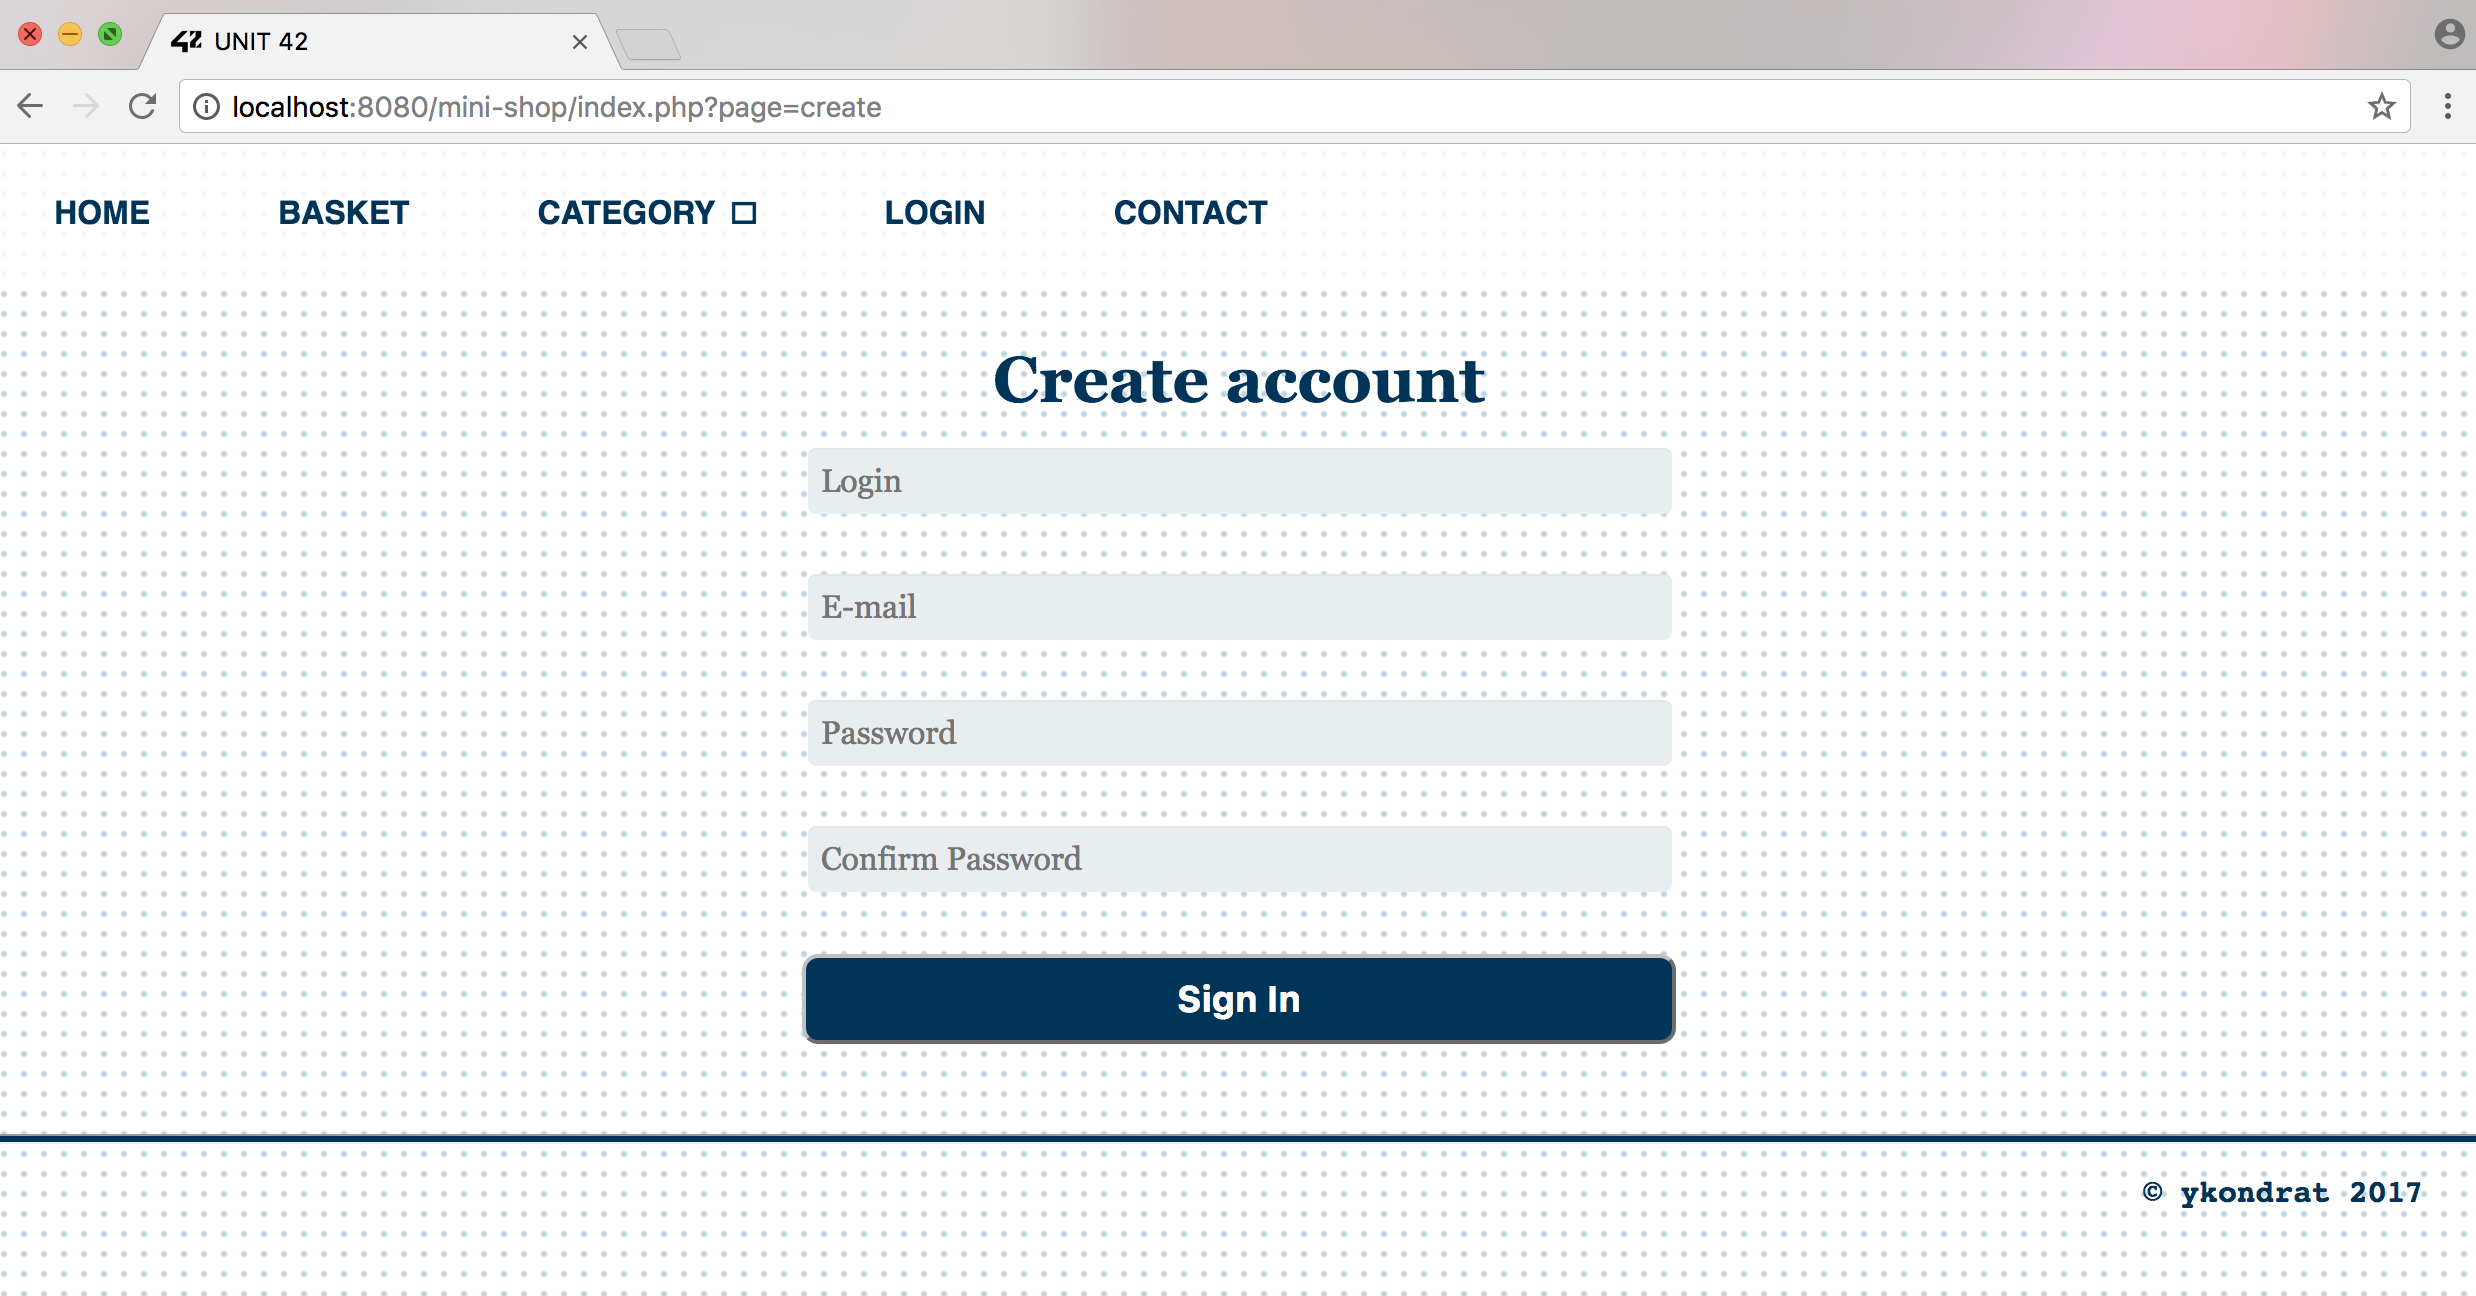 42 UNIT 42
localhost:8080/mini-shop/index.php?page=create
HOME BASKET CATEGORY LOGIN CONTACT
Create account
Login
E-mail
Password
Confirm Password
Sign In
© ykondrat 2017